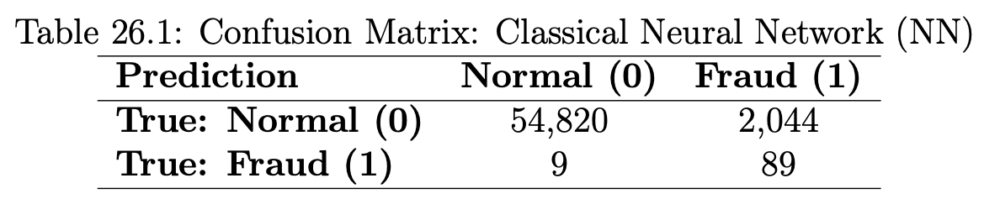 Table 26.1: Confusion Matrix: Classical Neural Network (NN)
Prediction Normal (0) Fraud (1)
True: Normal (0) 54,820 2,044
True: Fraud (1) 9 89